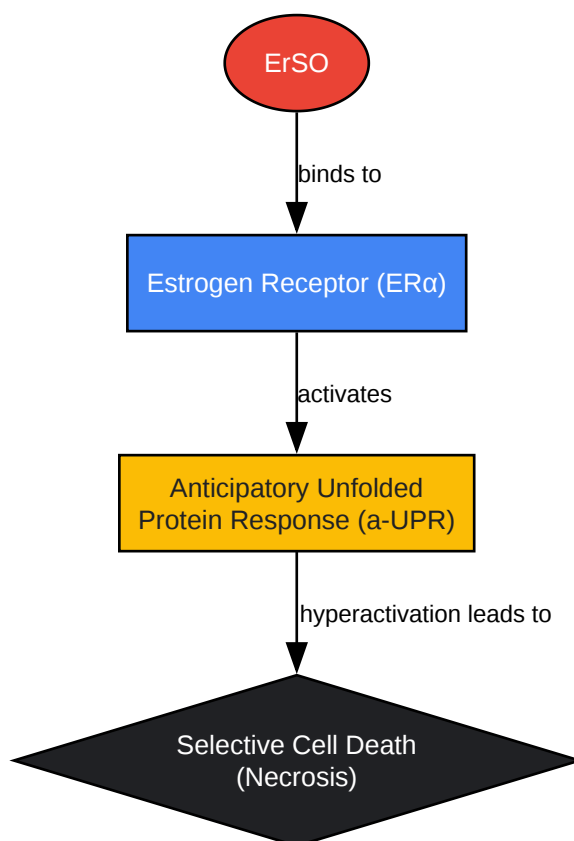 ErSO
binds to
Estrogen Receptor (ERα)
activates
Anticipatory Unfolded
Protein Response (a-UPR)
hyperactivation leads to
Selective Cell Death
(Necrosis)